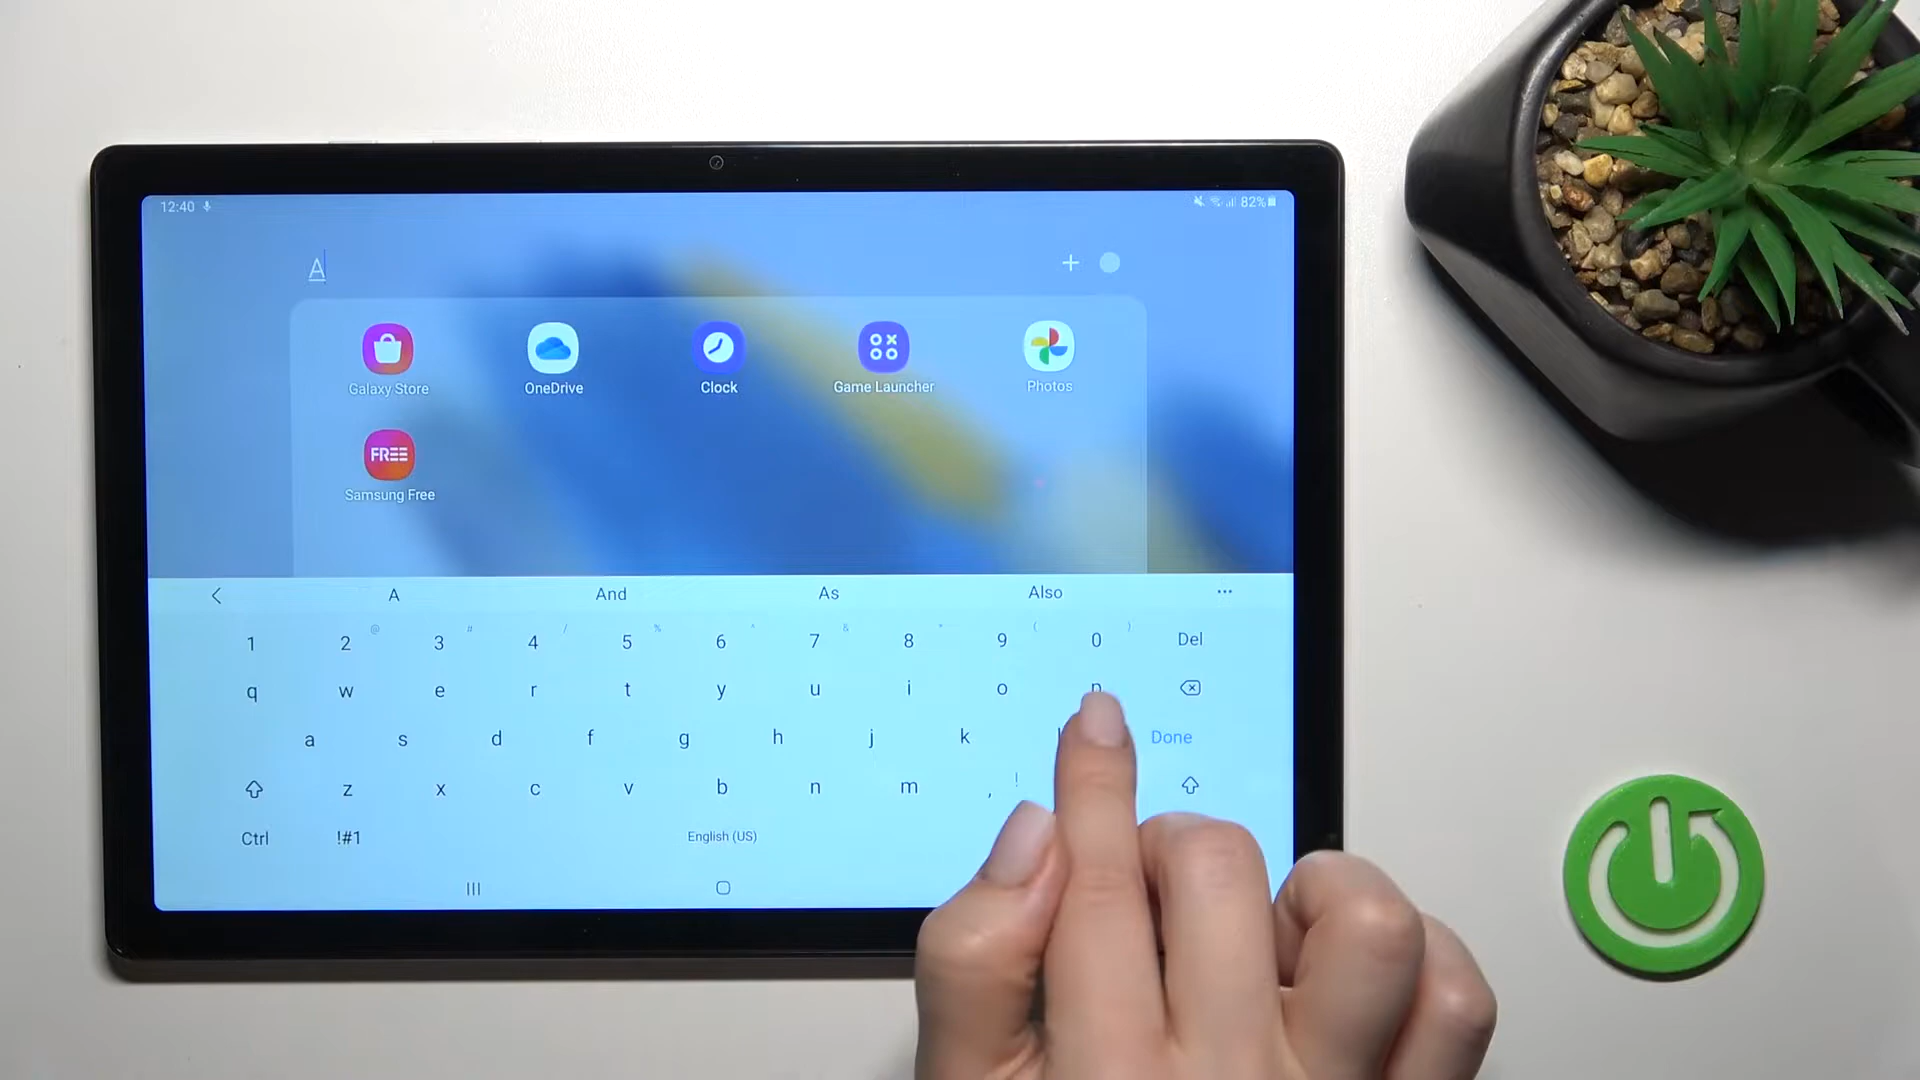 12:40 82%
A +
Galaxy Store OneDrive Clock Game Launcher Photos
FREE
Samsung Free
A And As Also ...
1 2 @ 3 # 4 / 5 % 6 ^ 7 & 8 * 9 ( 0 ) Del
q w e r t y u i o p
a s d f g h j k l Done
z x c v b n m , !
Ctrl !#1 English (US)